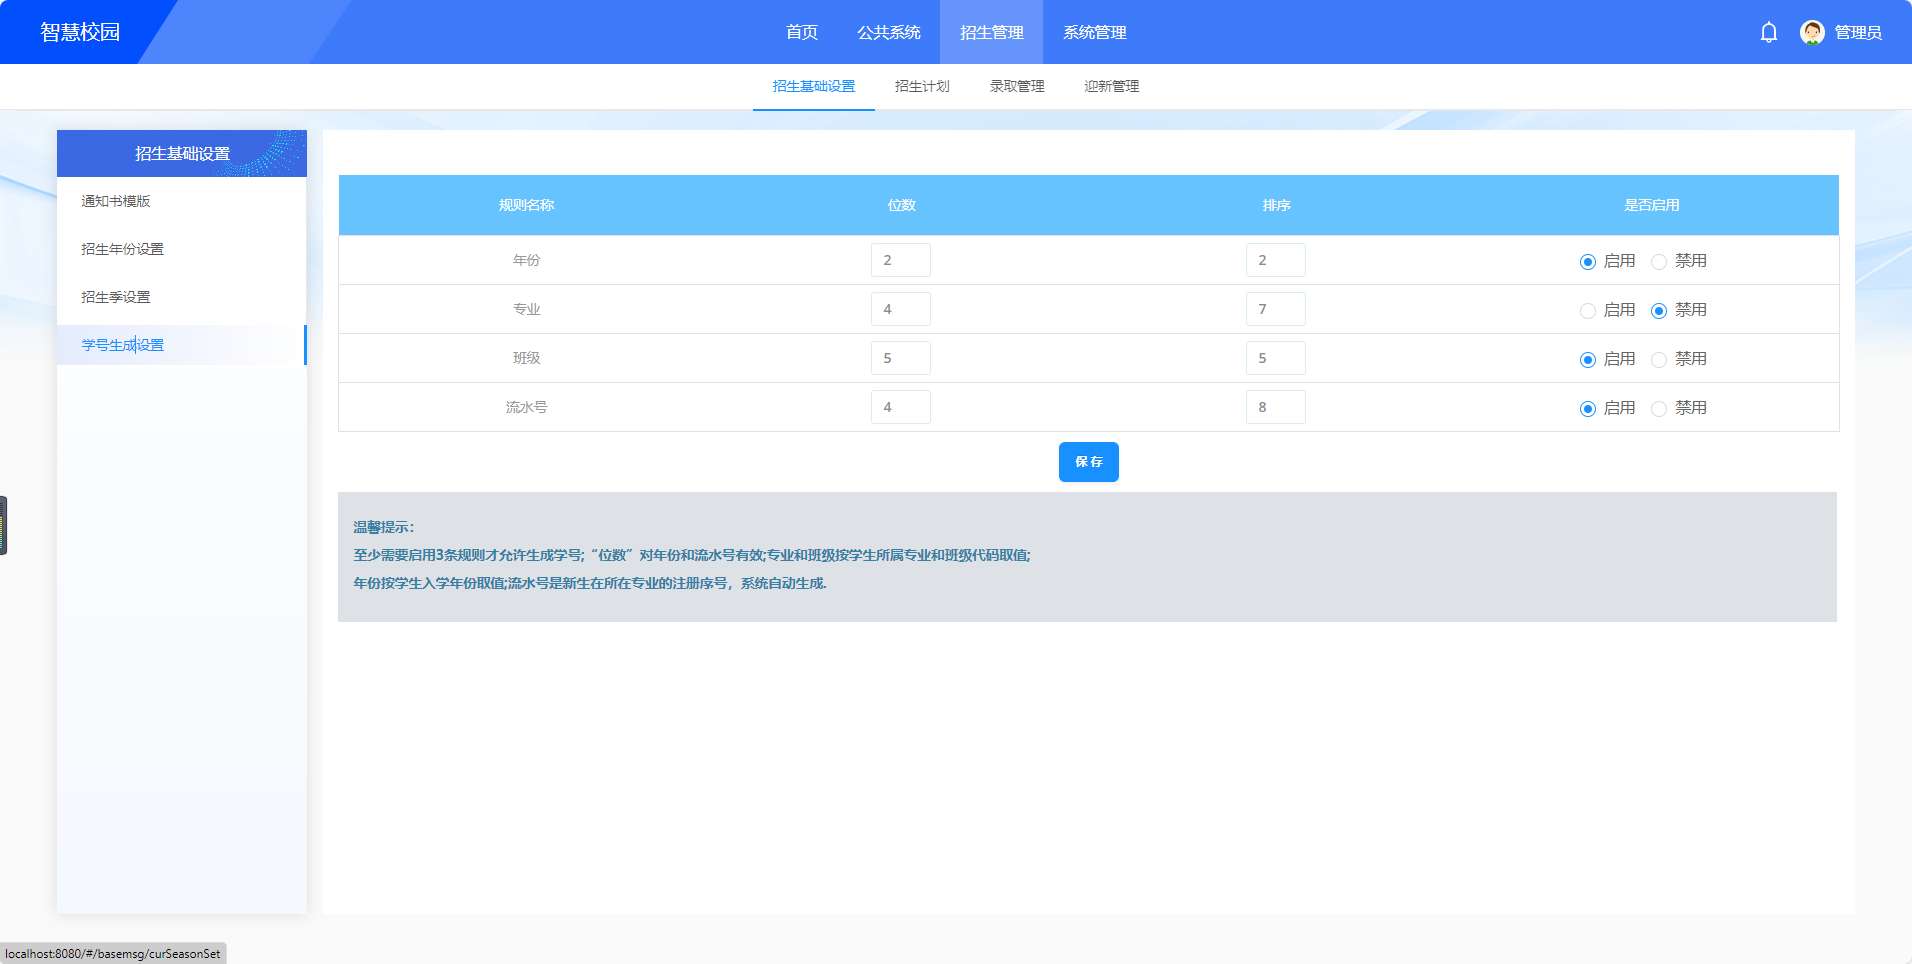 智慧校园
首页 公共系统 招生管理 系统管理
管理员
招生基础设置 招生计划 录取管理 迎新管理
招生基础设置
通知书模版
招生年份设置
招生季设置
学号生成设置
规则名称 位数 排序 是否启用
年份 2 2 启用 禁用
专业 4 7 启用 禁用
班级 5 5 启用 禁用
流水号 4 8 启用 禁用
保存
温馨提示：
至少需要启用3条规则才允许生成学号;“位数”对年份和流水号有效;专业和班级按学生所属专业和班级代码取值;
年份按学生入学年份取值;流水号是新生在所在专业的注册序号，系统自动生成.
localhost:8080/#/basemsg/curSeasonSet